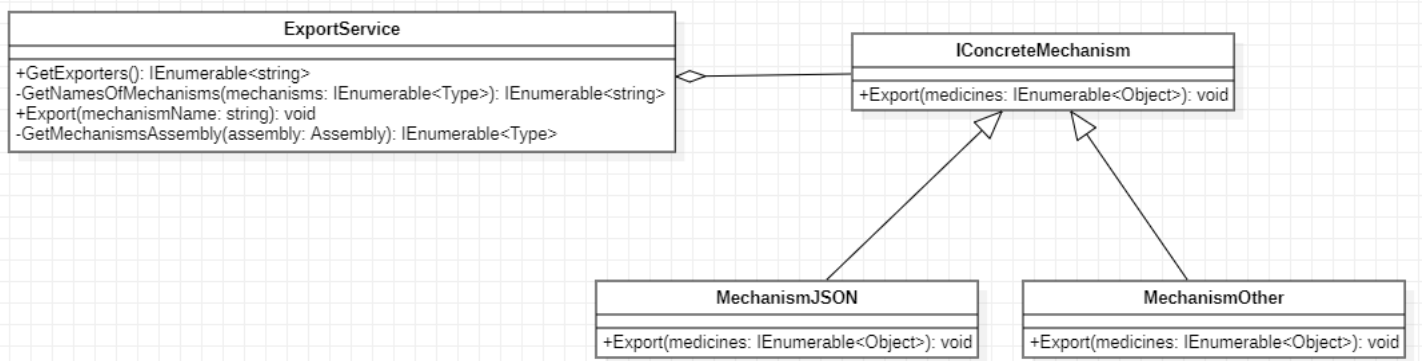 ExportService
+GetExporters(): IEnumerable<string>
-GetNamesOfMechanisms(mechanisms: IEnumerable<Type>): IEnumerable<string>
+Export(mechanismName: string): void
-GetMechanismsAssembly(assembly: Assembly): IEnumerable<Type>
IConcreteMechanism
+Export(medicines: IEnumerable<Object>): void
MechanismJSON
+Export(medicines: IEnumerable<Object>): void
MechanismOther
+Export(medicines: IEnumerable<Object>): void